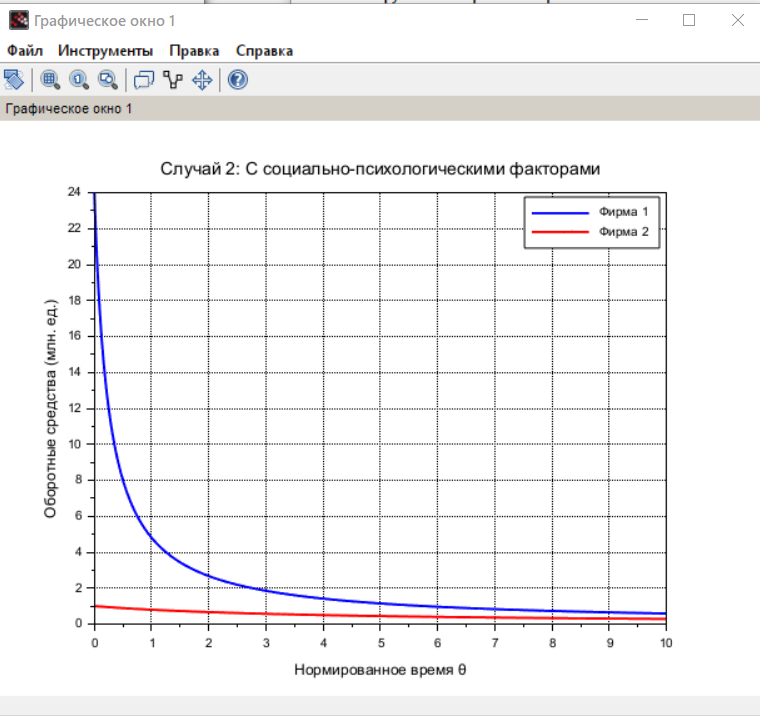 Графическое окно 1
Файл Инструменты Правка Справка
Графическое окно 1
Случай 2: С социально-психологическими факторами
Фирма 1
Фирма 2
Оборотные средства (млн. ед.)
24
22
20
18
16
14
12
10
8
6
4
2
0
0 1 2 3 4 5 6 7 8 9 10
Нормированное время θ